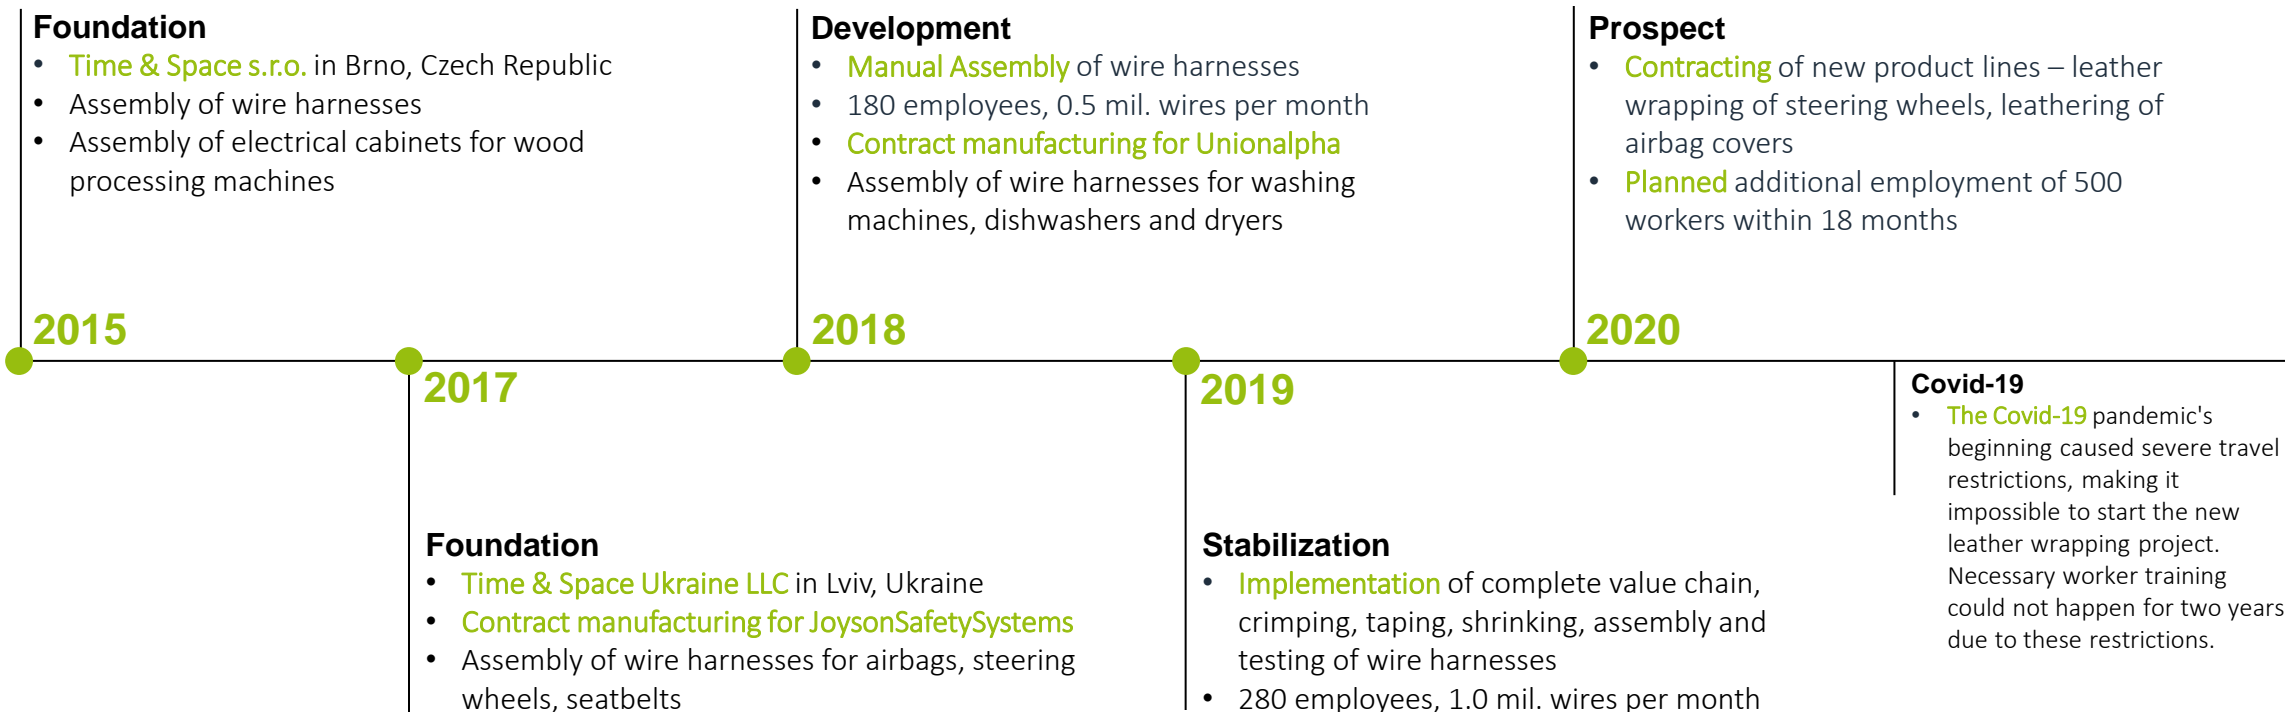 Foundation
• Time & Space s.r.o. in Brno, Czech Republic
• Assembly of wire harnesses
• Assembly of electrical cabinets for wood
processing machines
2015
Foundation
• Time & Space Ukraine LLC in Lviv, Ukraine
• Contract manufacturing for JoysonSafetySystems
• Assembly of wire harnesses for airbags, steering
wheels, seatbelts
2017
Development
• Manual Assembly of wire harnesses
• 180 employees, 0.5 mil. wires per month
• Contract manufacturing for Unionalpha
• Assembly of wire harnesses for washing
machines, dishwashers and dryers
2018
2019
Stabilization
• Implementation of complete value chain,
crimping, taping, shrinking, assembly and
testing of wire harnesses
• 280 employees, 1.0 mil. wires per month
Prospect
• Contracting of new product lines – leather
wrapping of steering wheels, leathering of
airbag covers
• Planned additional employment of 500
workers within 18 months
2020
Covid-19
• The Covid-19 pandemic's
beginning caused severe travel
restrictions, making it
impossible to start the new
leather wrapping project.
Necessary worker training
could not happen for two years
due to these restrictions.